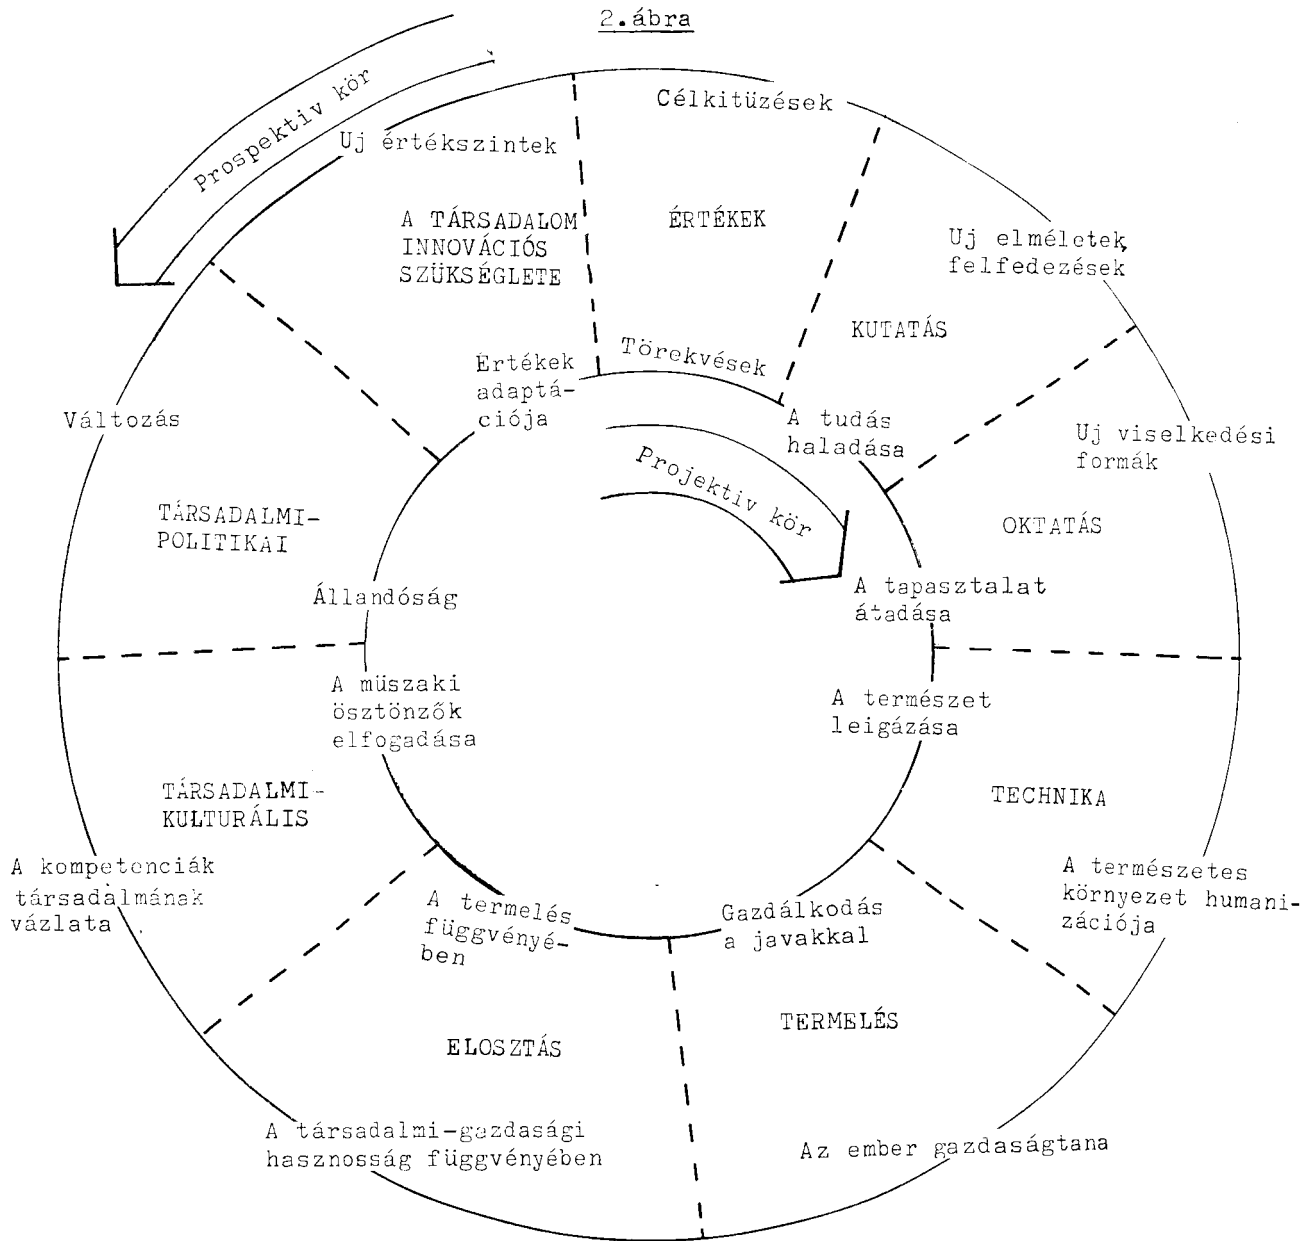 2.ábra
Prospektiv kör
Uj értékszintek
A TÁRSADALOM
INNOVÁCIÓS
SZÜKSÉGLETE
Értékek
adaptá-
ciója
Célkitüzések
ÉRTÉKEK
Törekvések
Uj elméletek,
felfedezések
KUTATÁS
A tudás
haladása
Projektiv kör
Uj viselkedési
formák
OKTATÁS
A tapasztalat
átadása
A természet
leigázása
TECHNIKA
A természetes
környezet humani-
zációja
Gazdálkodás
a javakkal
TERMELÉS
Az ember gazdaságtana
A termelés
függvényé-
ben
ELOSZTÁS
A társadalmi-gazdasági
hasznosság függvényében
A müszaki
ösztönzők
elfogadása
TÁRSADALMI-
KULTURÁLIS
A kompetenciák
társadalmának
vázlata
Változás
TÁRSADALMI-
POLITIKAI
Állandóság